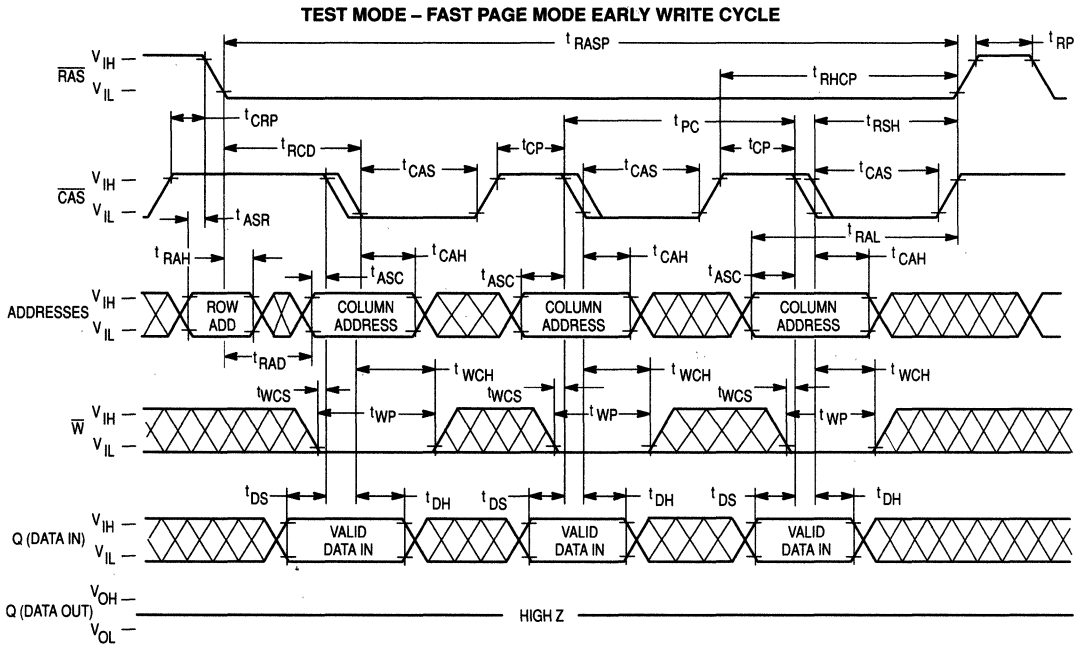 TEST MODE – FAST PAGE MODE EARLY WRITE CYCLE
t RASP
t RP
V IH
RAS
V IL
t RHCP
t CRP
t PC
t RSH
t RCD
t CP
t CP
t CAS
t CAS
t CAS
V IH
CAS
V IL
t ASR
t RAL
t RAH
t CAH
t CAH
t CAH
t ASC
t ASC
t ASC
ADDRESSES
V IH
V IL
ROW ADD
COLUMN ADDRESS
COLUMN ADDRESS
COLUMN ADDRESS
t RAD
t WCH
t WCH
t WCH
t WCS
t WCS
t WCS
t WP
t WP
t WP
V IH
W
V IL
t DS
t DH
t DS
t DH
t DS
t DH
Q (DATA IN)
V IH
V IL
VALID DATA IN
VALID DATA IN
VALID DATA IN
V OH
Q (DATA OUT)
V OL
HIGH Z